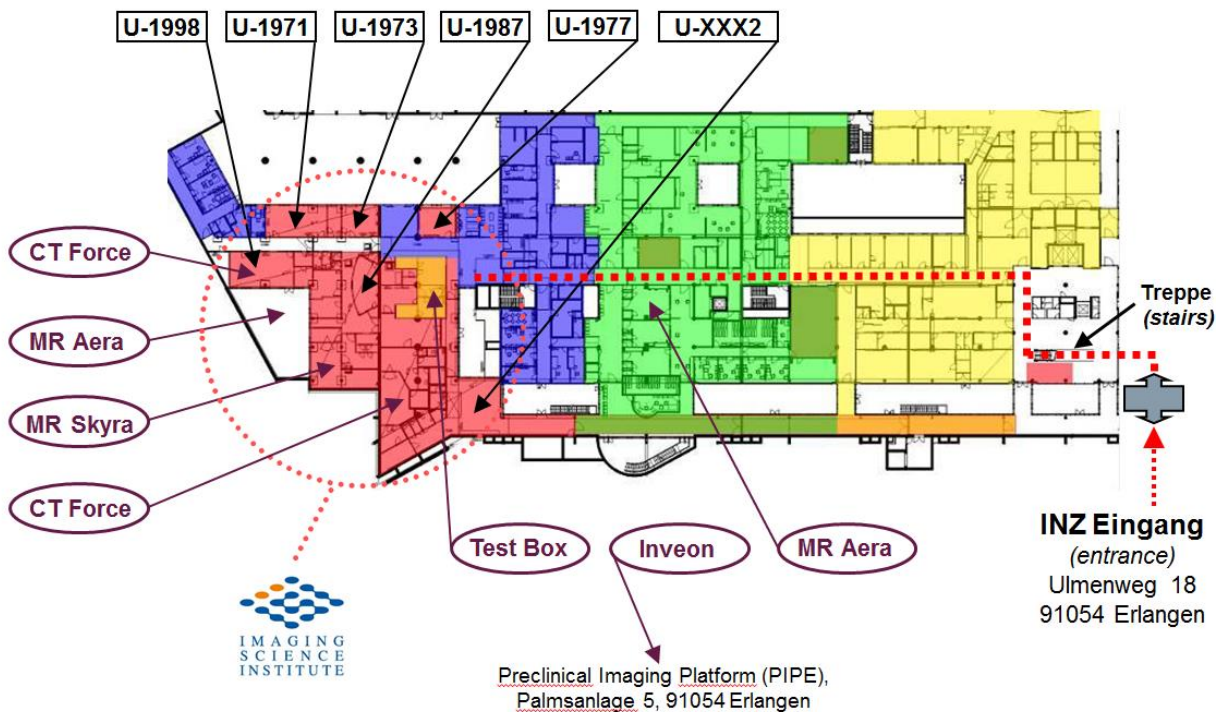 U-1998
U-1971
U-1973
U-1987
U-1977
U-XXX2
CT Force
MR Aera
MR Skyra
CT Force
Treppe
(stairs)
Test Box
Inveon
MR Aera
INZ Eingang
(entrance)
Ulmenweg 18
91054 Erlangen
IMAGING
SCIENCE
INSTITUTE
Preclinical Imaging Platform (PIPE),
Palmsanlage 5, 91054 Erlangen